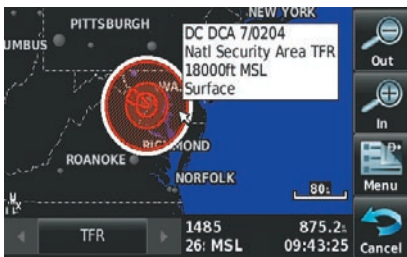 NEW YORK
PITTSBURGH
UMBUS
DC DCA 7/0204
Natl Security Area TFR
18000ft MSL
Surface
WA
RICHMOND
ROANOKE
NORFOLK
80
Out
In
Menu
Cancel
TFR
1485
875.2
26 MSL
09:43:25